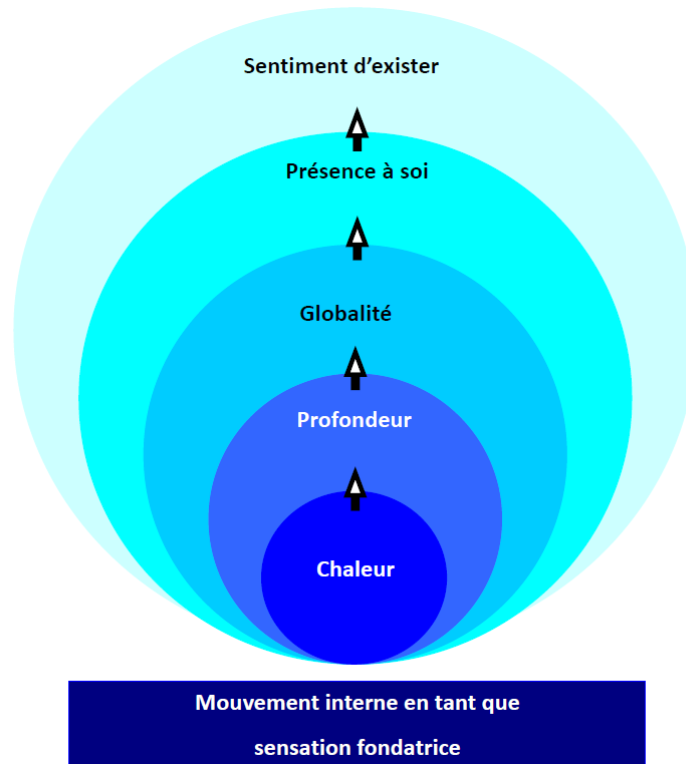 Sentiment d’exister
Présence à soi
Globalité
Profondeur
Chaleur
Mouvement interne en tant que
sensation fondatrice